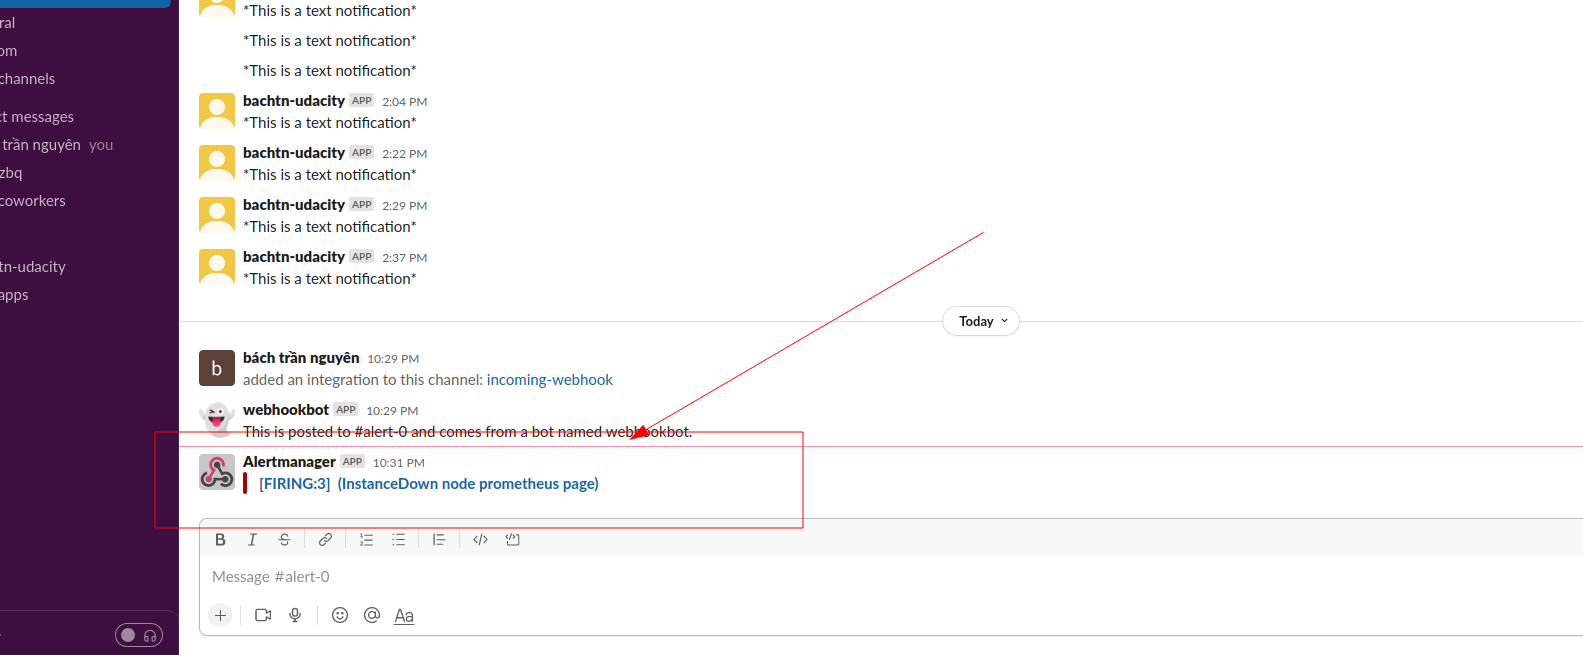 ral
om
channels
ct messages
trần nguyên you
zbq
coworkers
tn-udacity
apps
*This is a text notification*
*This is a text notification*
*This is a text notification*
bachtn-udacity APP 2:04 PM
*This is a text notification*
bachtn-udacity APP 2:22 PM
*This is a text notification*
bachtn-udacity APP 2:29 PM
*This is a text notification*
bachtn-udacity APP 2:37 PM
*This is a text notification*
Today
b
bách trần nguyên 10:29 PM
added an integration to this channel: incoming-webhook
webhookbot APP 10:29 PM
This is posted to #alert-0 and comes from a bot named webhookbot.
Alertmanager APP 10:31 PM
[FIRING:3] (InstanceDown node prometheus page)
B I S
Message #alert-0
Aa